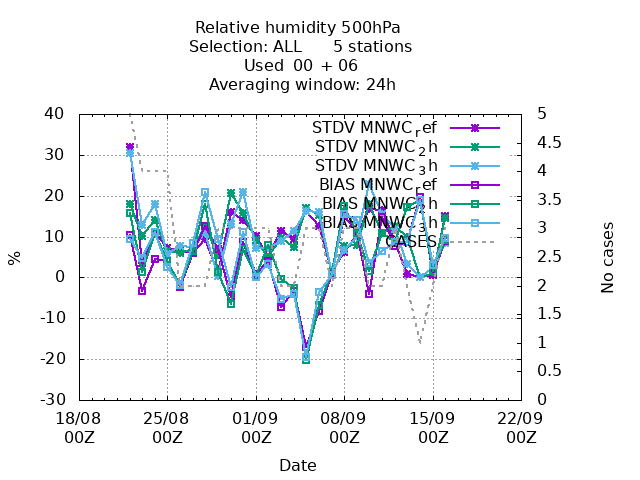 Relative humidity 500hPa
Selection: ALL 5 stations
Used 00 + 06
Averaging window: 24h
40
30
20
10
0
-10
-20
-30
%
5
4.5
4
3.5
3
2.5
2
1.5
1
0.5
0
No cases
STDV MNWC_ref
STDV MNWC_2h
STDV MNWC_3h
BIAS MNWC_ref
BIAS MNWC_2h
BIAS MNWC_3h
CASES
18/08 25/08 01/09 08/09 15/09 22/09
00Z 00Z 00Z 00Z 00Z 00Z
Date